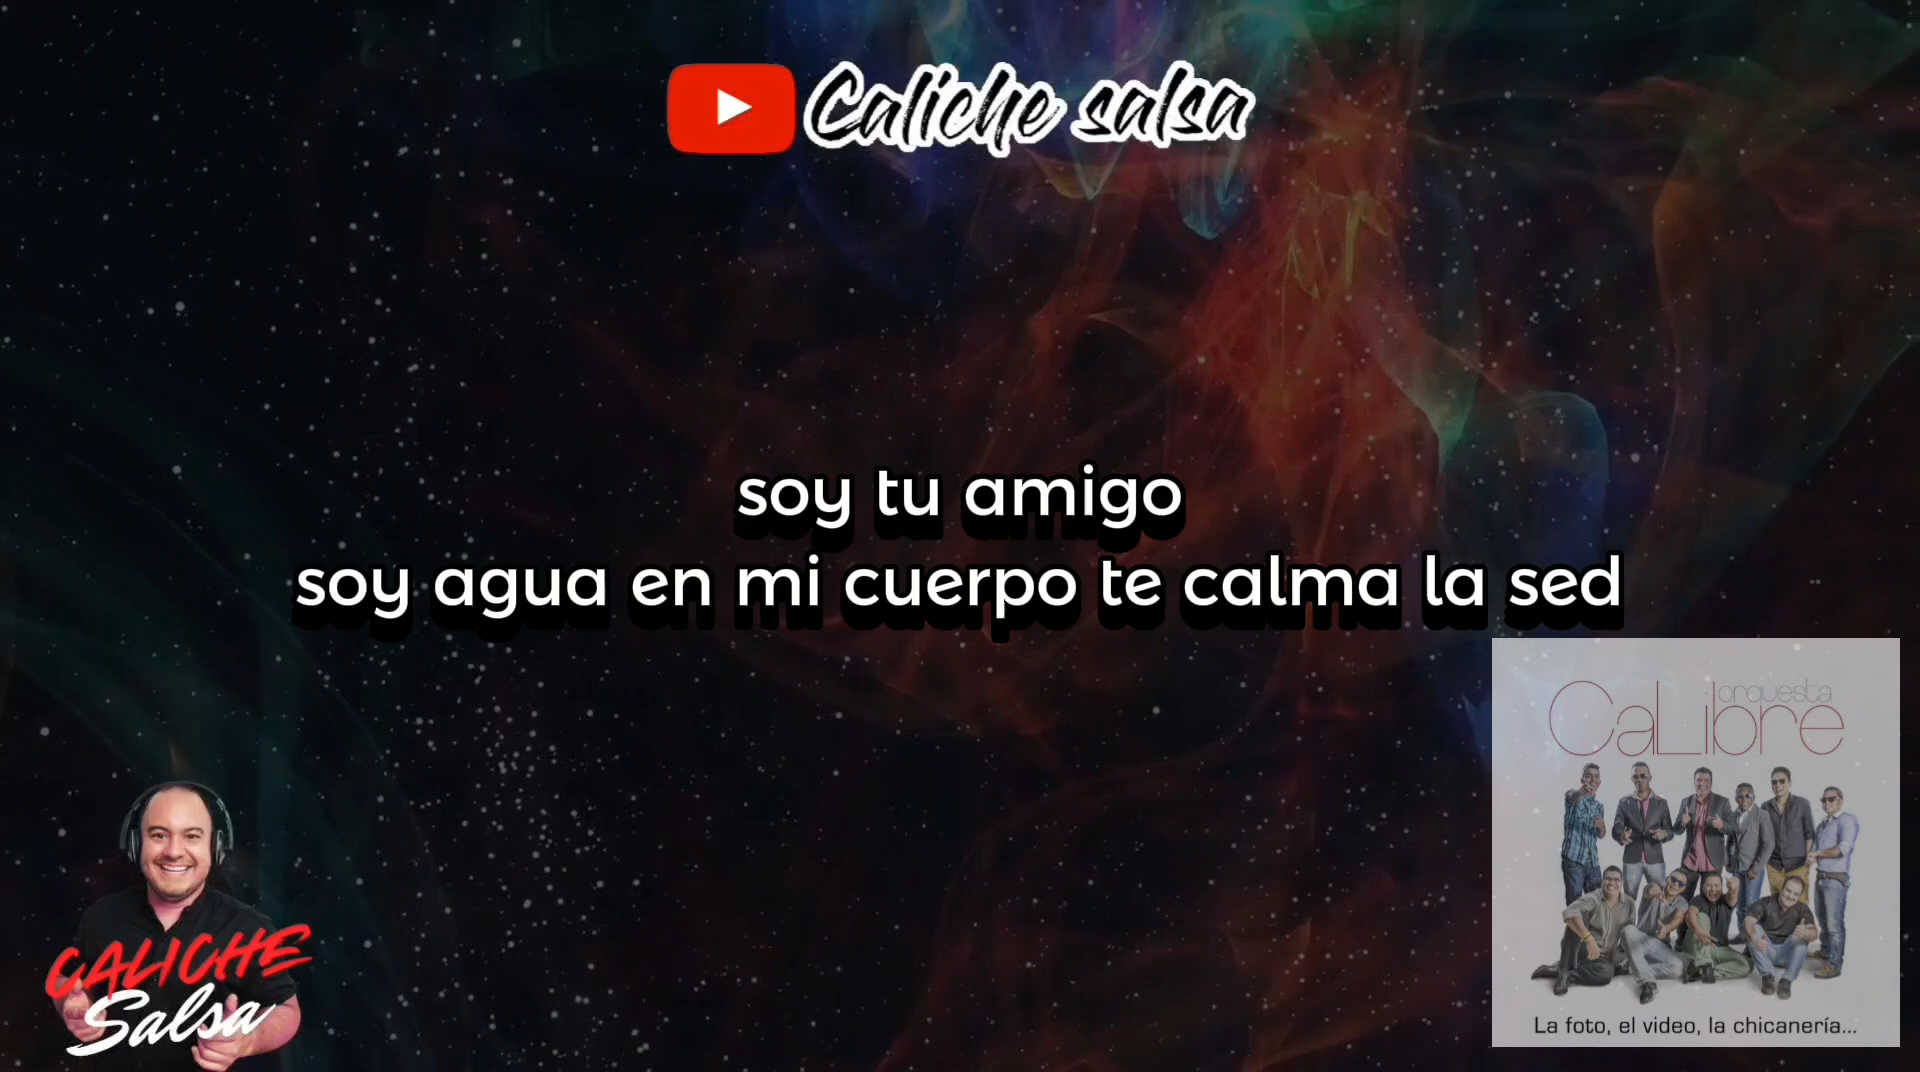 Caliche salsa
soy tu amigo
soy agua en mi cuerpo te calma la sed
orquesta
CaLibre
CALICHE
Salsa
La foto, el video, la chicanería...